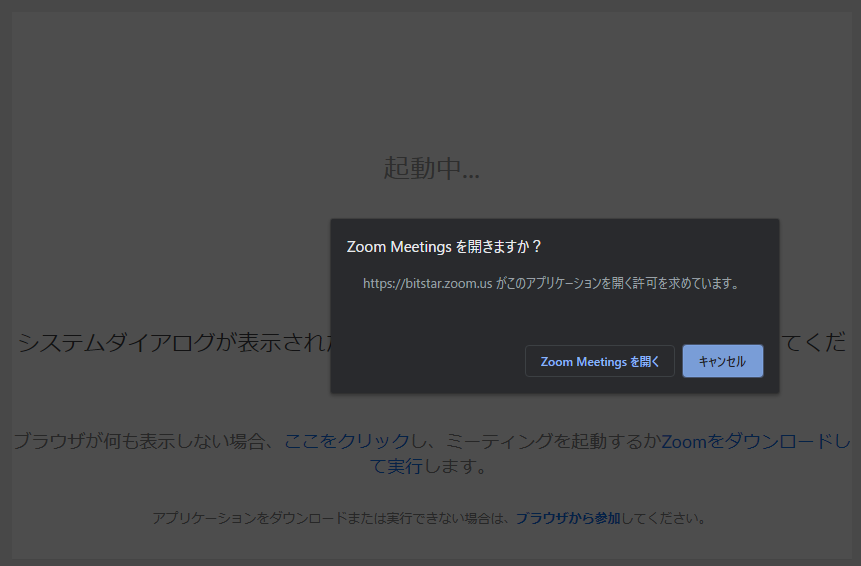 起動中...
Zoom Meetings を開きますか？
https://bitstar.zoom.us がこのアプリケーションを開く許可を求めています。
システムダイアログが表示された
てくだ
Zoom Meetings を開く
キャンセル
ブラウザが何も表示しない場合、ここをクリックし、ミーティングを起動するかZoomをダウンロードし
て実行します。
アプリケーションをダウンロードまたは実行できない場合は、ブラウザから参加してください。